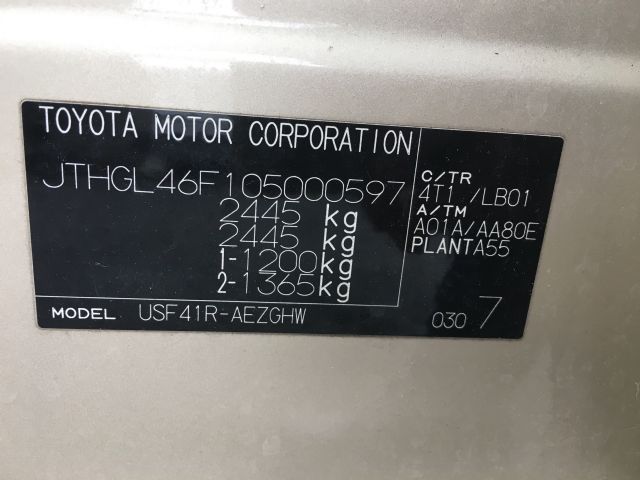 TOYOTA MOTOR CORPORATION
JTHGL46F105000597
2445 kg
2445 kg
1-1200kg
2-1365kg
C/TR
4T1 /LB01
A/TM
A01A/AA80E
PLANTA55
MODEL USF41R-AEZGHW
030 7